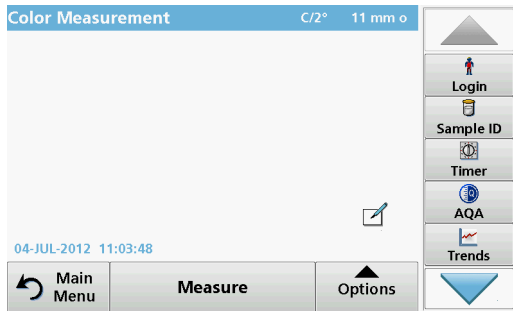 Color Measurement C/2° 11 mm o
Login
Sample ID
Timer
AQA
Trends
04-JUL-2012 11:03:48
Main
Menu
Measure
Options